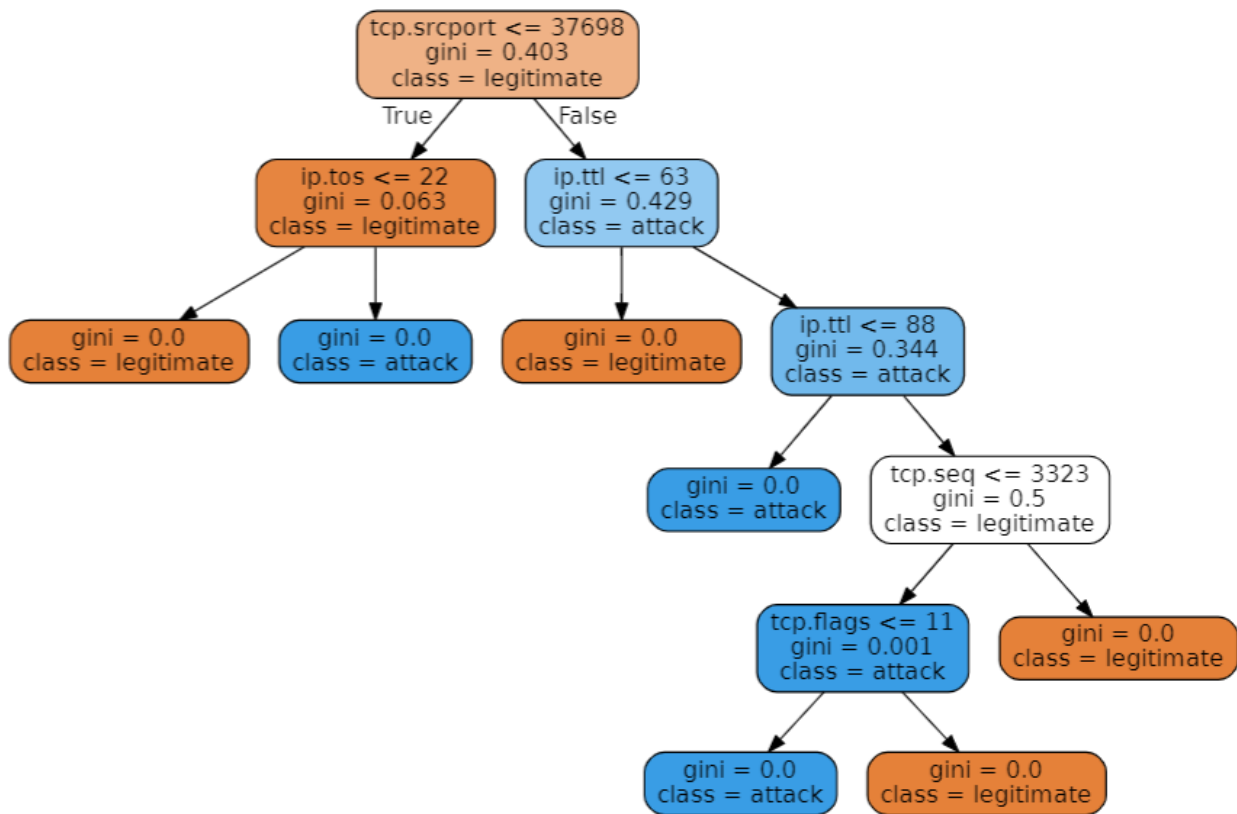 tcp.srcport <= 37698
gini = 0.403
class = legitimate
True
False
ip.tos <= 22
gini = 0.063
class = legitimate
ip.ttl <= 63
gini = 0.429
class = attack
gini = 0.0
class = legitimate
gini = 0.0
class = attack
gini = 0.0
class = legitimate
ip.ttl <= 88
gini = 0.344
class = attack
gini = 0.0
class = attack
tcp.seq <= 3323
gini = 0.5
class = legitimate
tcp.flags <= 11
gini = 0.001
class = attack
gini = 0.0
class = legitimate
gini = 0.0
class = attack
gini = 0.0
class = legitimate